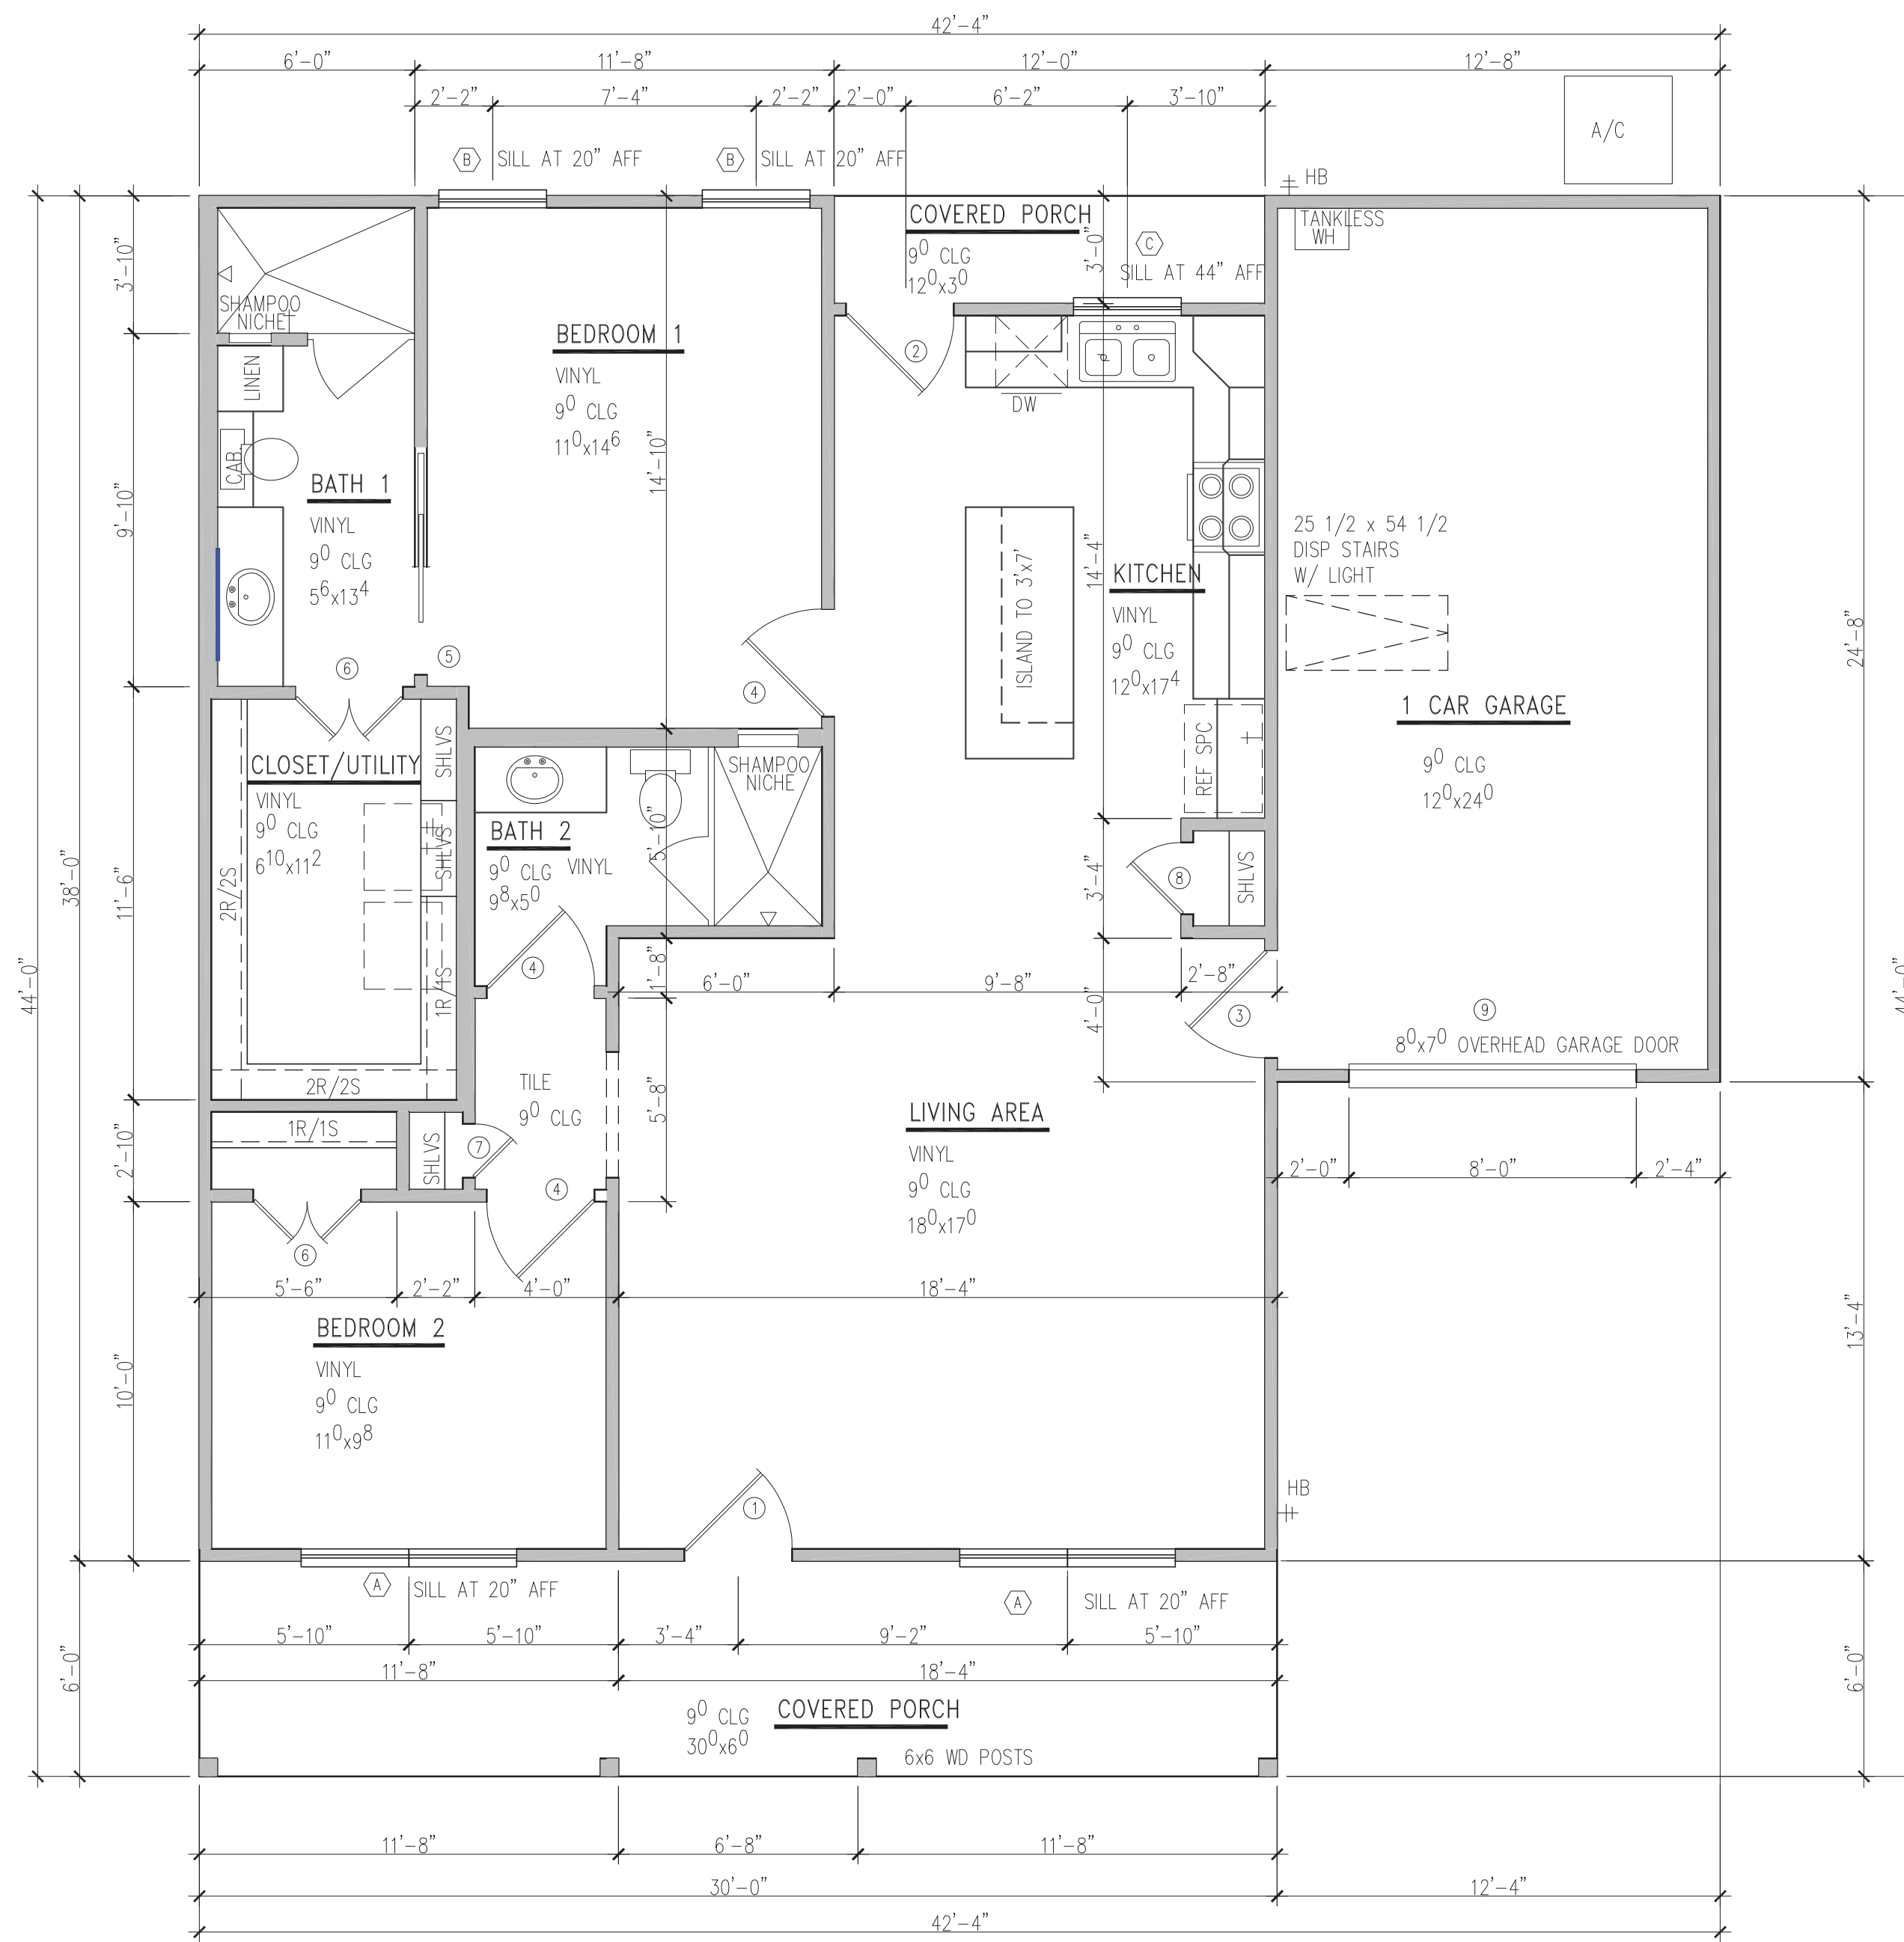 42'-4"
6'-0" 11'-8" 12'-0" 12'-8"
2'-2" 7'-4" 2'-2" 2'-0" 6'-2" 3'-10"
A/C
B SILL AT 20" AFF
B SILL AT 20" AFF
HB
COVERED PORCH
9⁰ CLG
12⁰x3⁰
3'-0"
C
SILL AT 44" AFF
TANKLESS
WH
3'-10"
SHAMPOO
NICHE
BEDROOM 1
VINYL
9⁰ CLG
11⁰x14⁶
14'-10"
2
DW
LINEN
CAB.
BATH 1
VINYL
9⁰ CLG
5⁶x13⁴
9'-10"
14'-4"
ISLAND TO 3'x7'
KITCHEN
VINYL
9⁰ CLG
12⁰x17⁴
25 1/2 x 54 1/2
DISP STAIRS
W/ LIGHT
24'-8"
6
5
4
1 CAR GARAGE
9⁰ CLG
12⁰x24⁰
REF SPC
CLOSET/UTILITY
VINYL
9⁰ CLG
6¹⁰x11²
SHLVS
SHLVS
2R/2S
1R/1S
2R/2S
11'-6"
38'-0"
44'-0"
SHAMPOO
NICHE
BATH 2
9⁰ CLG VINYL
9⁸x5⁰
5'-10"
4
8
SHLVS
3'-4"
1'-8"
6'-0" 9'-8" 2'-8"
4'-0"
3
9
8⁰x7⁰ OVERHEAD GARAGE DOOR
44'-0"
TILE
9⁰ CLG
5'-8"
LIVING AREA
VINYL
9⁰ CLG
18⁰x17⁰
1R/1S
SHLVS
7
4
2'-10"
2'-0" 8'-0" 2'-4"
6
5'-6" 2'-2" 4'-0" 18'-4"
BEDROOM 2
VINYL
9⁰ CLG
11⁰x9⁸
10'-0"
13'-4"
1
HB
A SILL AT 20" AFF
A SILL AT 20" AFF
5'-10" 5'-10" 3'-4" 9'-2" 5'-10"
11'-8" 18'-4"
6'-0"
6'-0"
9⁰ CLG
30⁰x6⁰
COVERED PORCH
6x6 WD POSTS
11'-8" 6'-8" 11'-8"
30'-0" 12'-4"
42'-4"